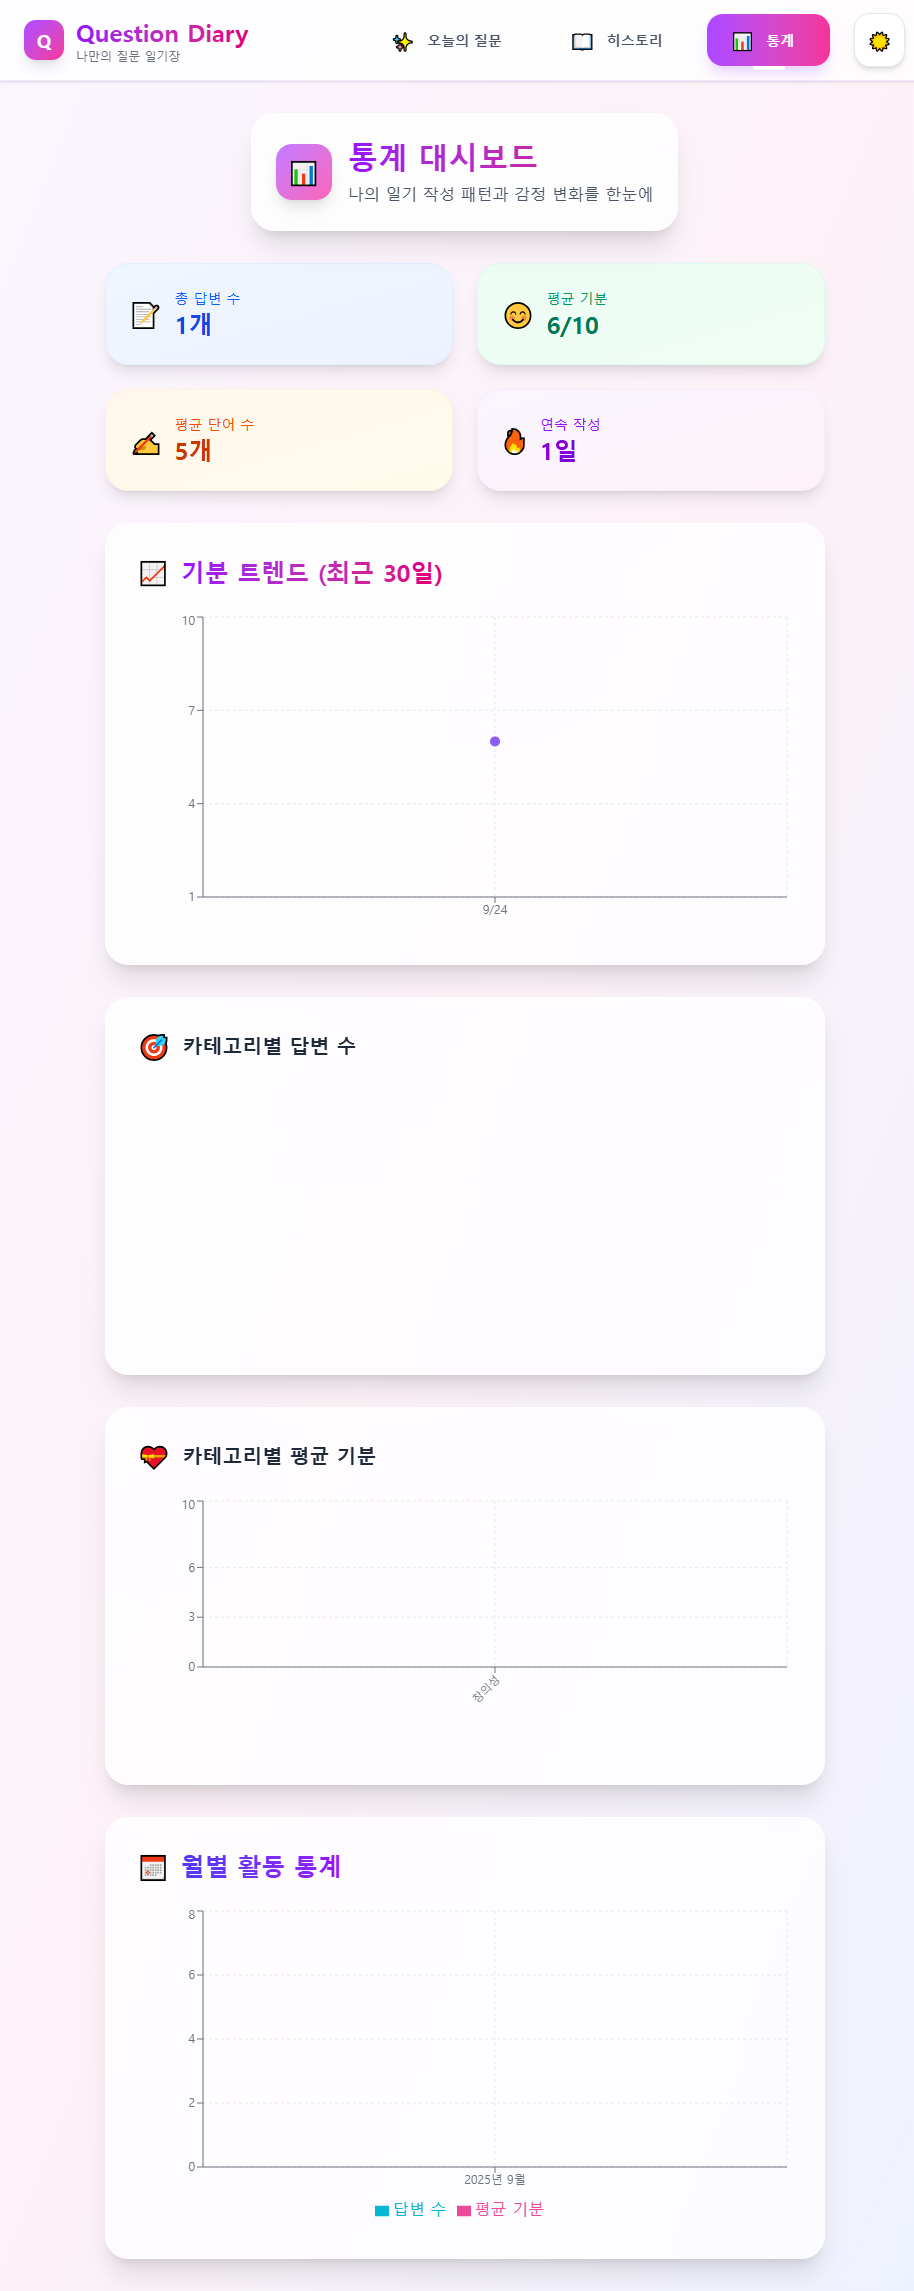 Q
Question Diary
나만의 질문 일기장
오늘의 질문
히스토리
통계
통계 대시보드
나의 일기 작성 패턴과 감정 변화를 한눈에
총 답변 수
1개
평균 기분
6/10
평균 단어 수
5개
연속 작성
1일
기분 트렌드 (최근 30일)
10
7
4
1
9/24
카테고리별 답변 수
카테고리별 평균 기분
10
6
3
0
창의성
월별 활동 통계
8
6
4
2
0
2025년 9월
답변 수
평균 기분